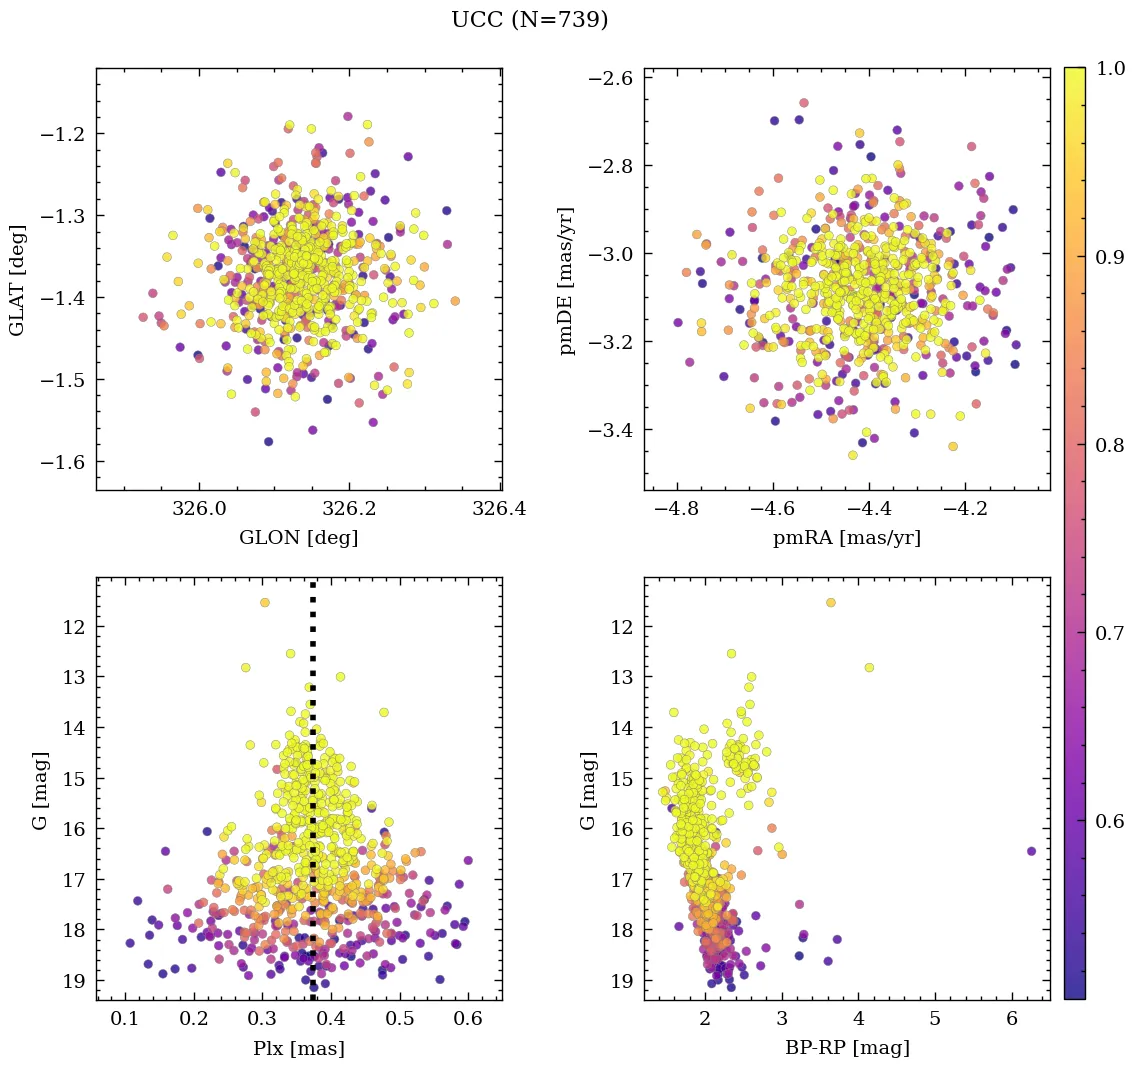 UCC (N=739)
−1.2
−1.3
−1.4
−1.5
−1.6
GLAT [deg]
326.0 326.2 326.4
GLON [deg]
−2.6
−2.8
−3.0
−3.2
−3.4
pmDE [mas/yr]
−4.8 −4.6 −4.4 −4.2
pmRA [mas/yr]
1.0
0.9
0.8
0.7
0.6
12
13
14
15
16
17
18
19
G [mag]
0.1 0.2 0.3 0.4 0.5 0.6
Plx [mas]
12
13
14
15
16
17
18
19
G [mag]
2 3 4 5 6
BP-RP [mag]